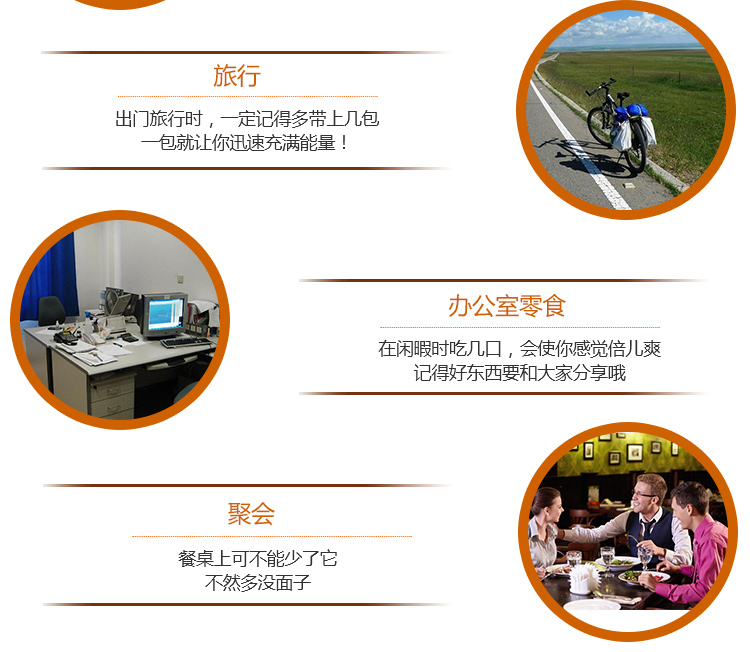 旅行
出门旅行时，一定记得多带上几包
一包就让你迅速充满能量！
办公室零食
在闲暇时吃几口，会使你感觉倍儿爽
记得好东西要和大家分享哦
聚会
餐桌上可不能少了它
不然多没面子